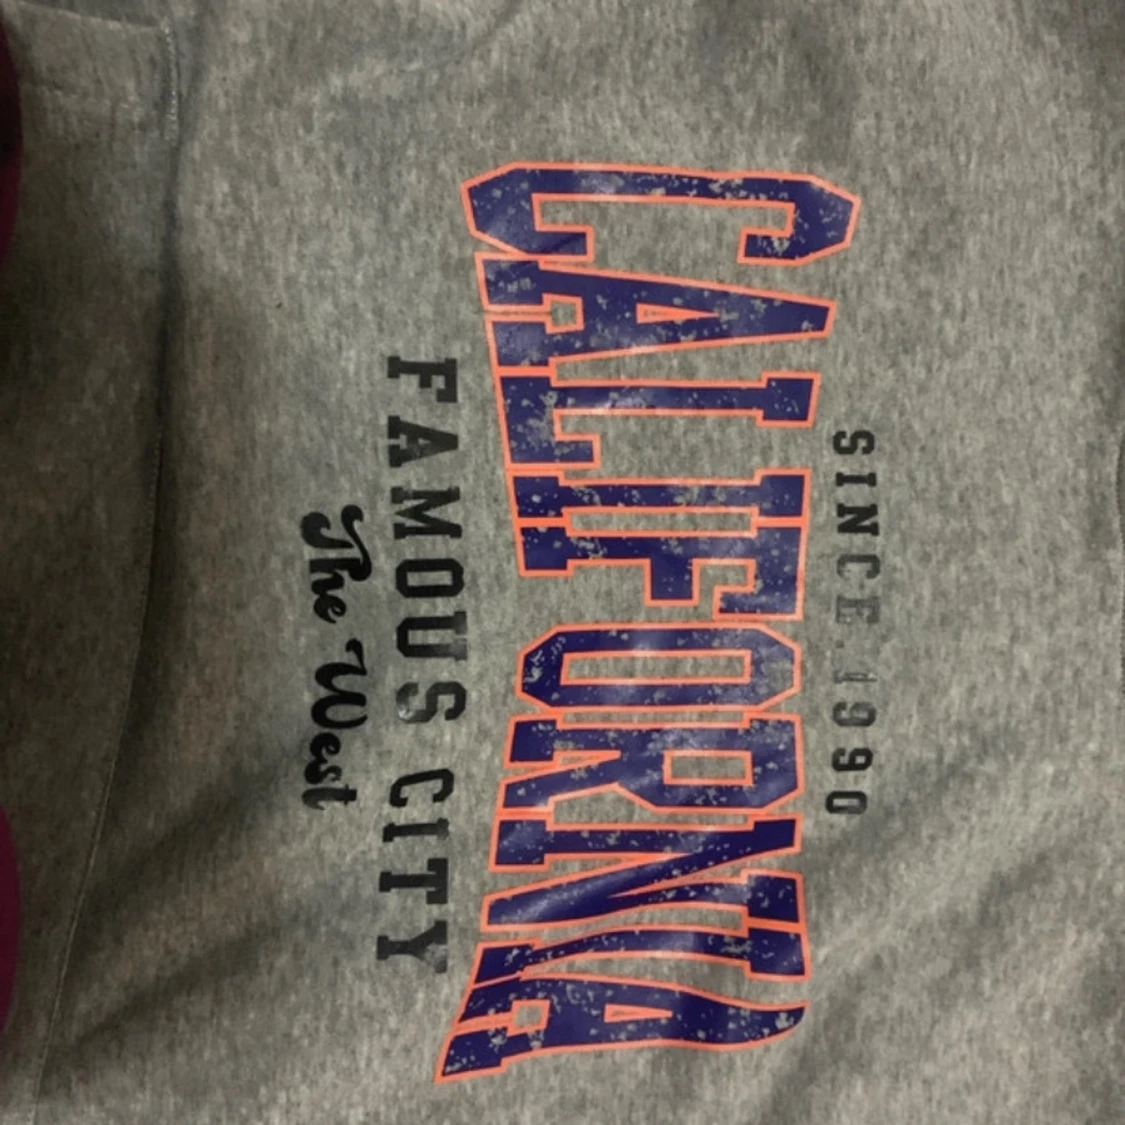 SINCE 1990
CALIFORNIA
FAMOUS CITY
The West